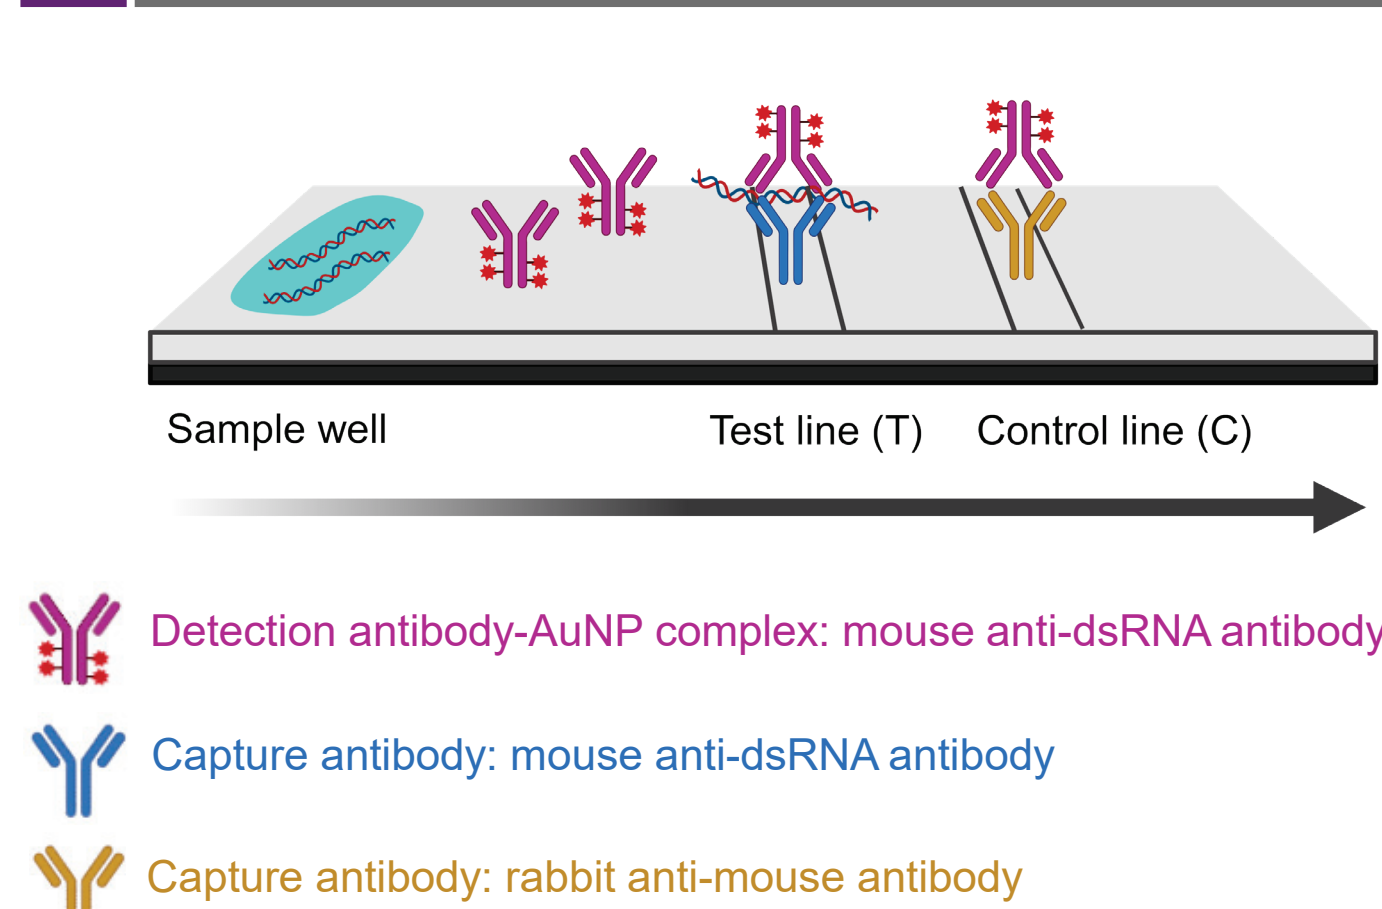 Sample well
Test line (T)
Control line (C)
Detection antibody-AuNP complex: mouse anti-dsRNA antibody
Capture antibody: mouse anti-dsRNA antibody
Capture antibody: rabbit anti-mouse antibody